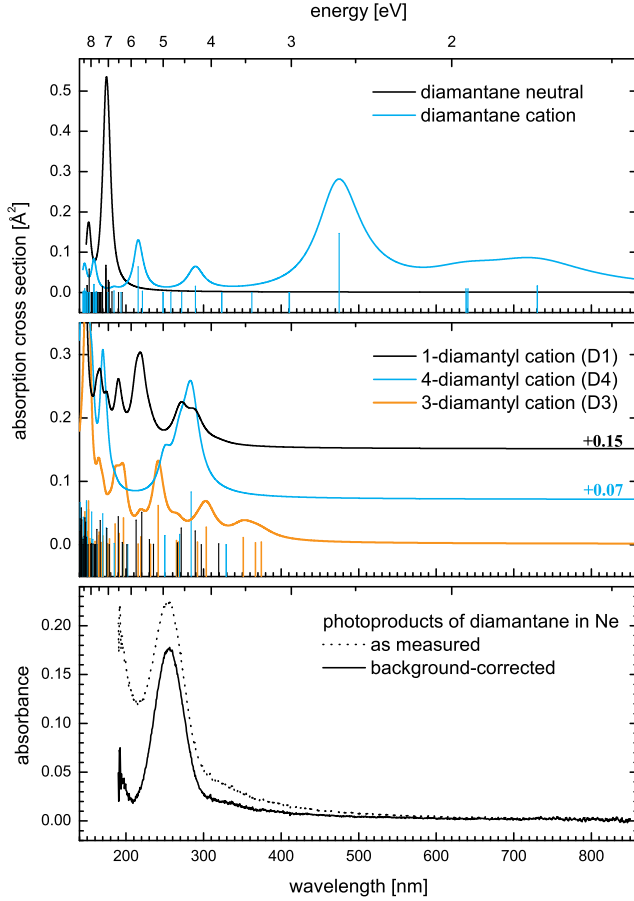 energy [eV]
8 7 6 5 4 3 2
diamantane neutral
diamantane cation
0.5
0.4
0.3
0.2
0.1
0.0
absorption cross section [Å²]
1-diamantyl cation (D1)
4-diamantyl cation (D4)
3-diamantyl cation (D3)
0.3
0.2
0.1
0.0
+0.15
+0.07
photoproducts of diamantane in Ne
as measured
background-corrected
0.20
0.15
0.10
0.05
0.00
absorbance
200 300 400 500 600 700 800
wavelength [nm]